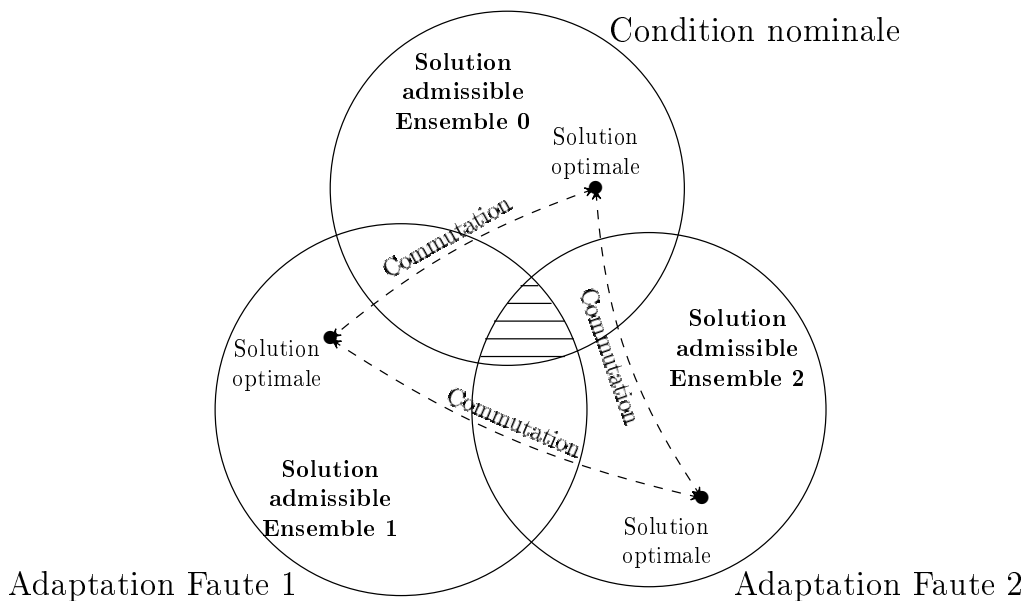 Condition nominale
Solution
admissible
Ensemble 0
Solution
optimale
Commutation
Commutation
Solution
admissible
Ensemble 2
Solution
optimale
Commutation
Solution
admissible
Ensemble 1
Solution
optimale
Adaptation Faute 1
Adaptation Faute 2